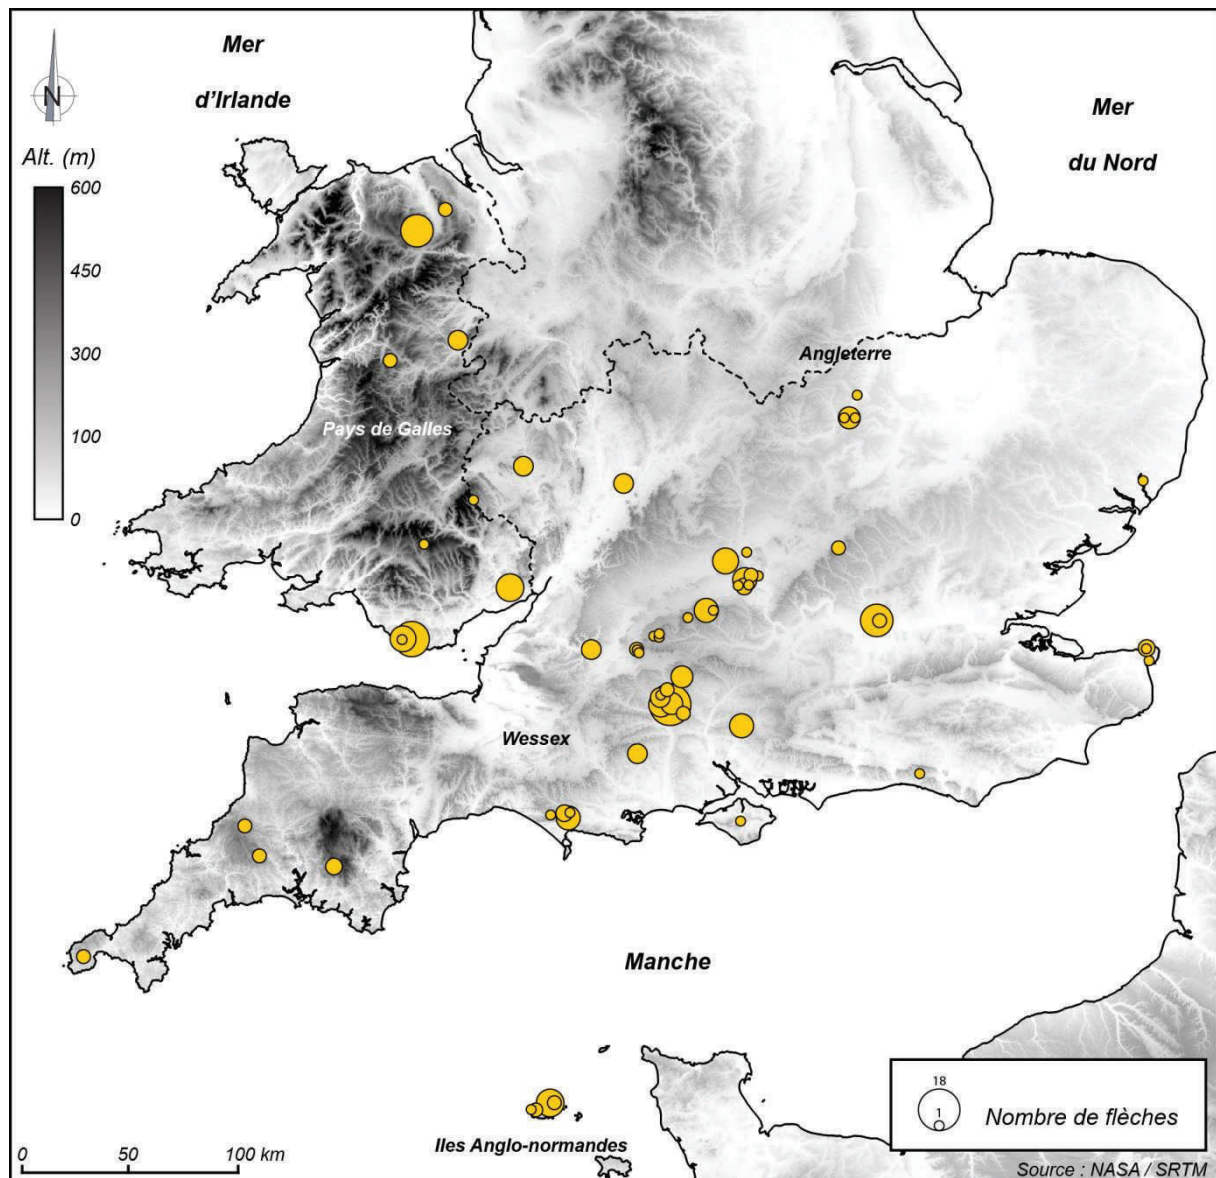 Mer
d'Irlande
Mer
du Nord
N
Alt. (m)
600
450
300
100
0
Angleterre
Pays de Galles
Wessex
Manche
18
1
Nombre de flèches
Iles Anglo-normandes
0
50
100 km
Source : NASA / SRTM